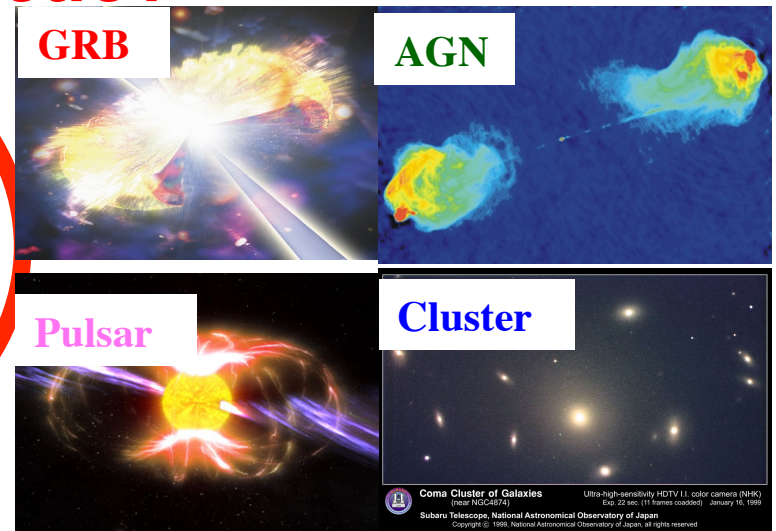 GRB
AGN
Pulsar
Cluster
Coma Cluster of Galaxies
(near NGC4874)
Ultra-high-sensitivity HDTV I.I. color camera (NHK)
Exp. 22 sec. (11 frames coadded) January 16, 1999
Subaru Telescope, National Astronomical Observatory of Japan
Copyright © 1999, National Astronomical Observatory of Japan, all rights reserved